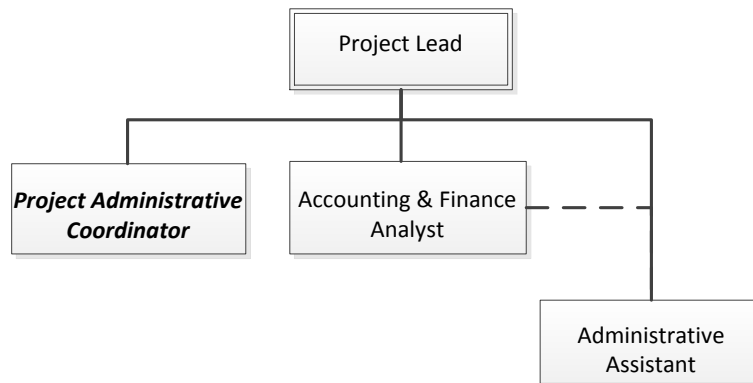 Project Lead
Project Administrative
Coordinator
Accounting & Finance
Analyst
Administrative
Assistant